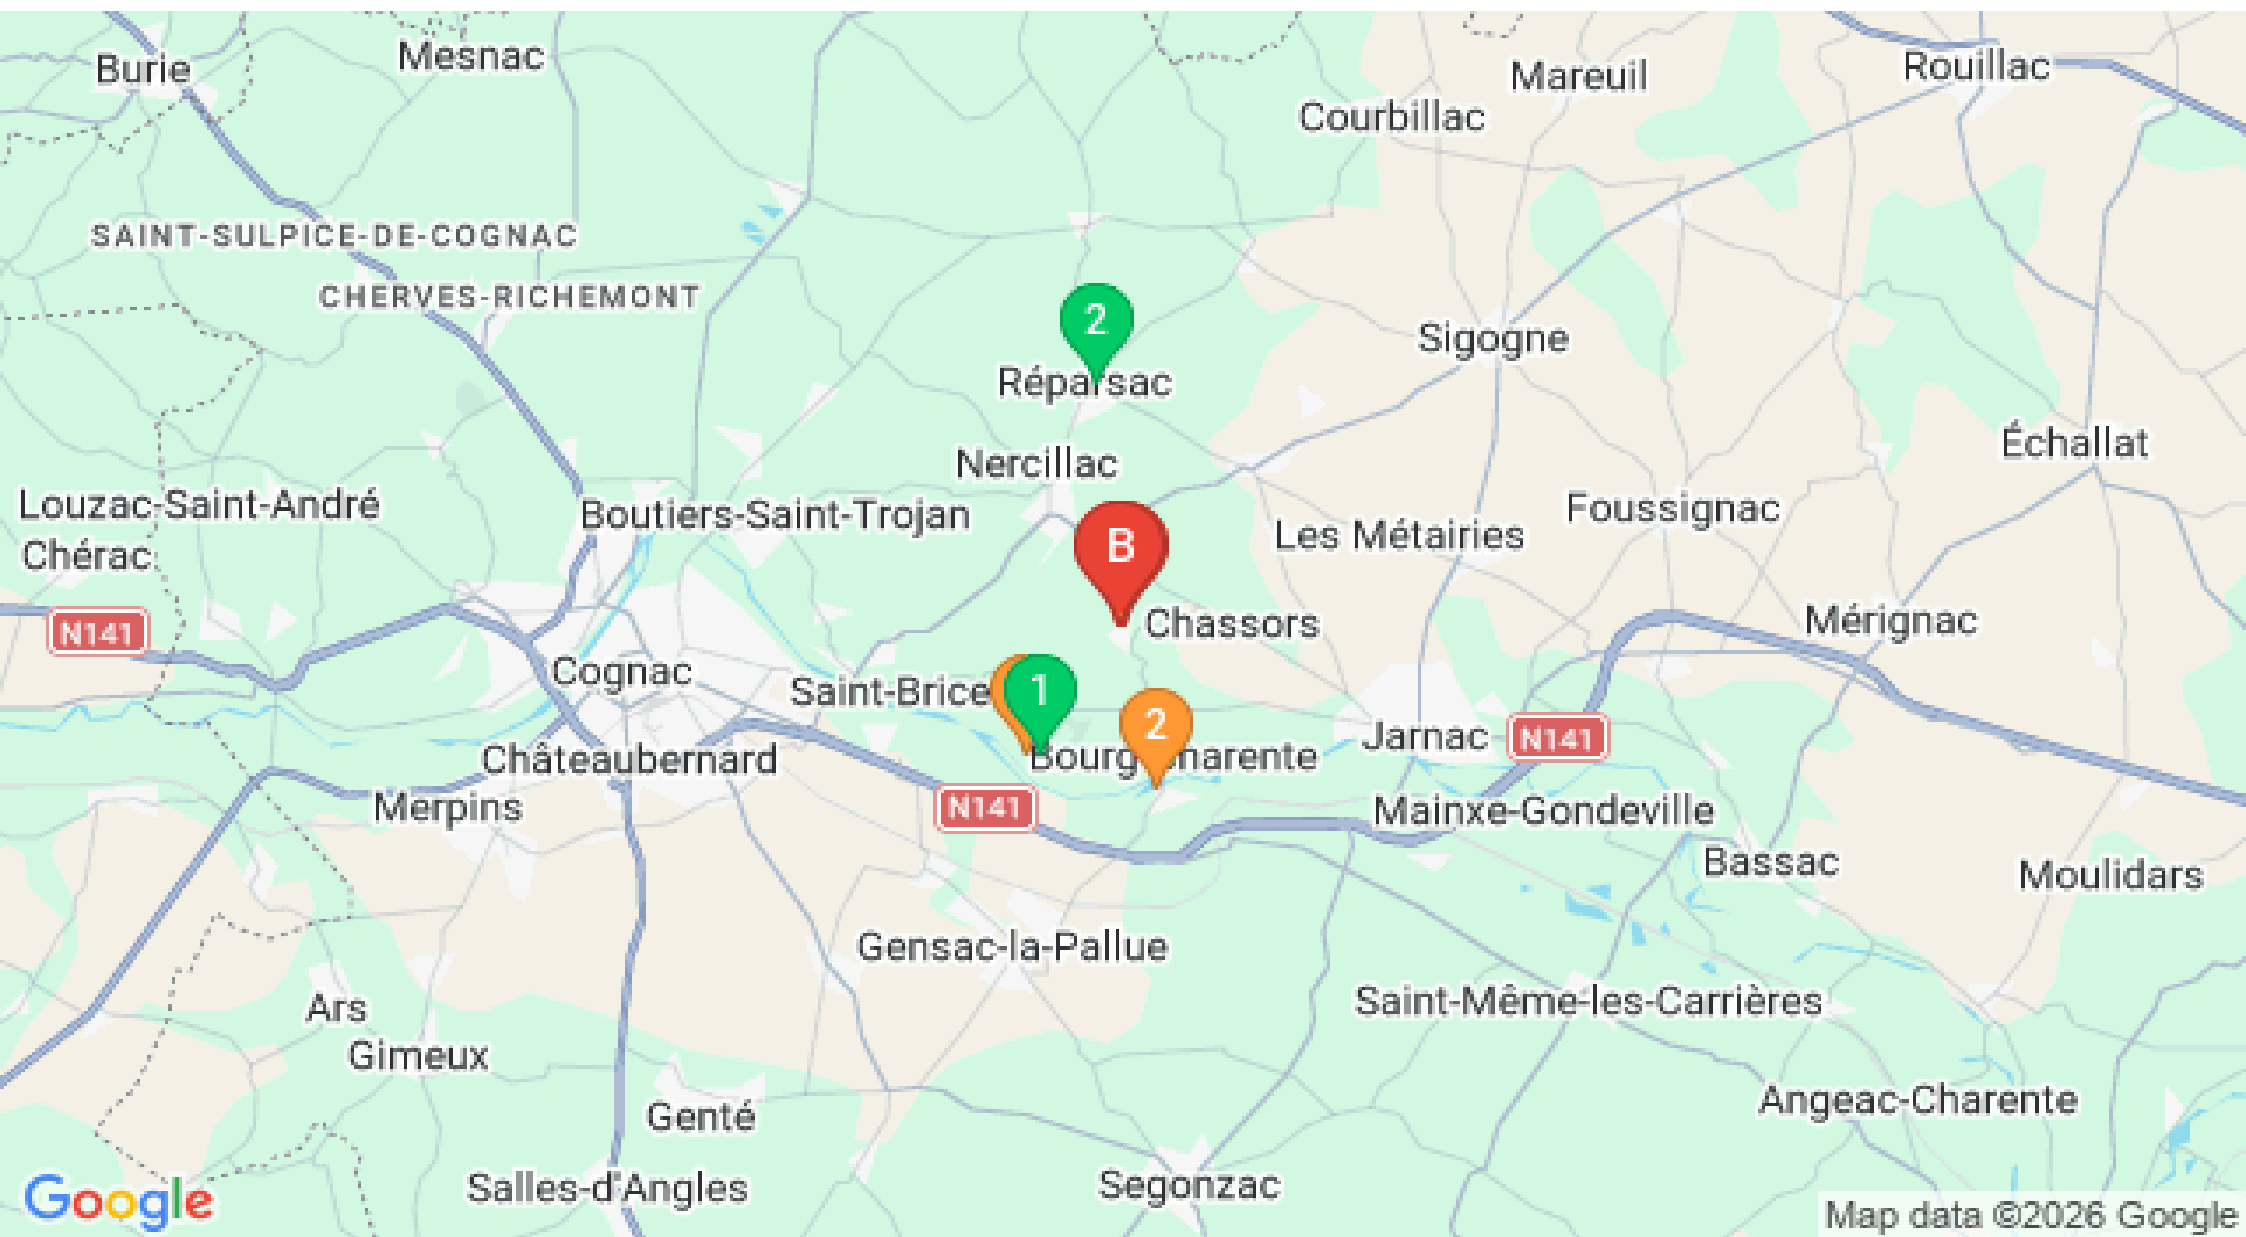 Burie
Mesnac
Mareuil
Rouillac
Courbillac
SAINT-SULPICE-DE-COGNAC
CHERVES-RICHEMONT
2
Sigogne
Réparsac
Échallat
Nercillac
Louzac-Saint-André
Boutiers-Saint-Trojan
Foussignac
Les Métairies
B
Chérac
N141
Chassors
Mérignac
Cognac
Saint-Brice
1
2
Jarnac
N141
Châteaubernard
Merpins
N141
Mainxe-Gondeville
Bassac
Moulidars
Gensac-la-Pallue
Ars
Saint-Même-les-Carrières
Gimeux
Genté
Angeac-Charente
Salles-d'Angles
Segonzac
Google
Map data ©2026 Google